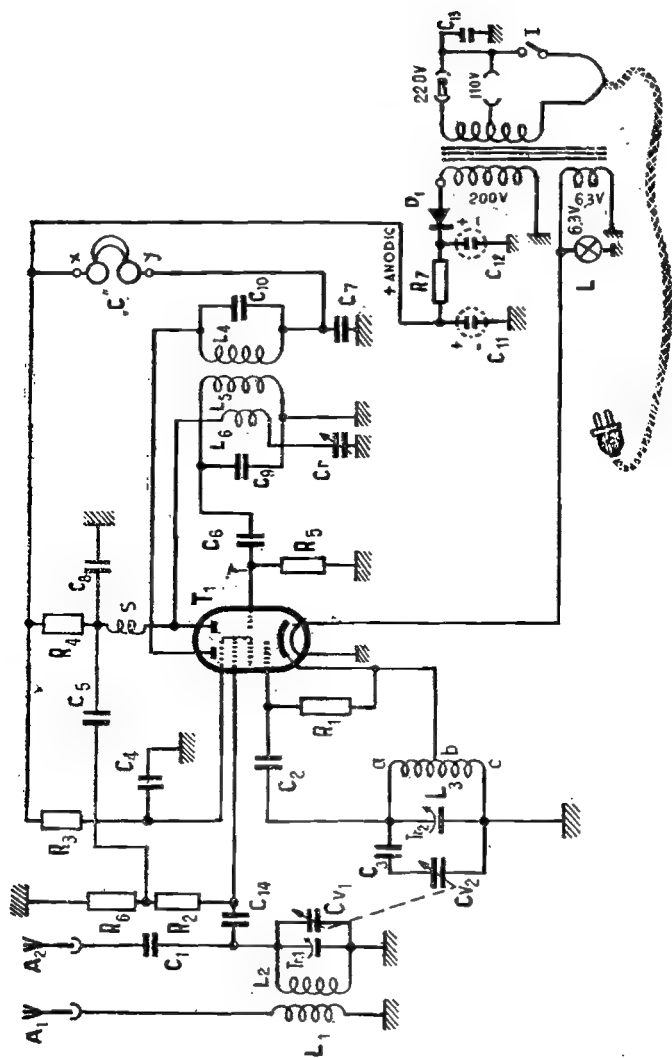 A1
A2
L1
L2
Tr1
CV1
C1
C14
R6
R2
R3
C4
C5
R4
C8
S
T1
C2
R1
a
b
c
L3
Tr2
C3
CV2
C6
R5
C9
L6
L5
L4
C10
Cr
C7
"C"
x
y
+ ANODIC
R7
C11
+
-
C12
+
-
D1
200V
6,3V
6,3V
L
220V
110V
C13
I